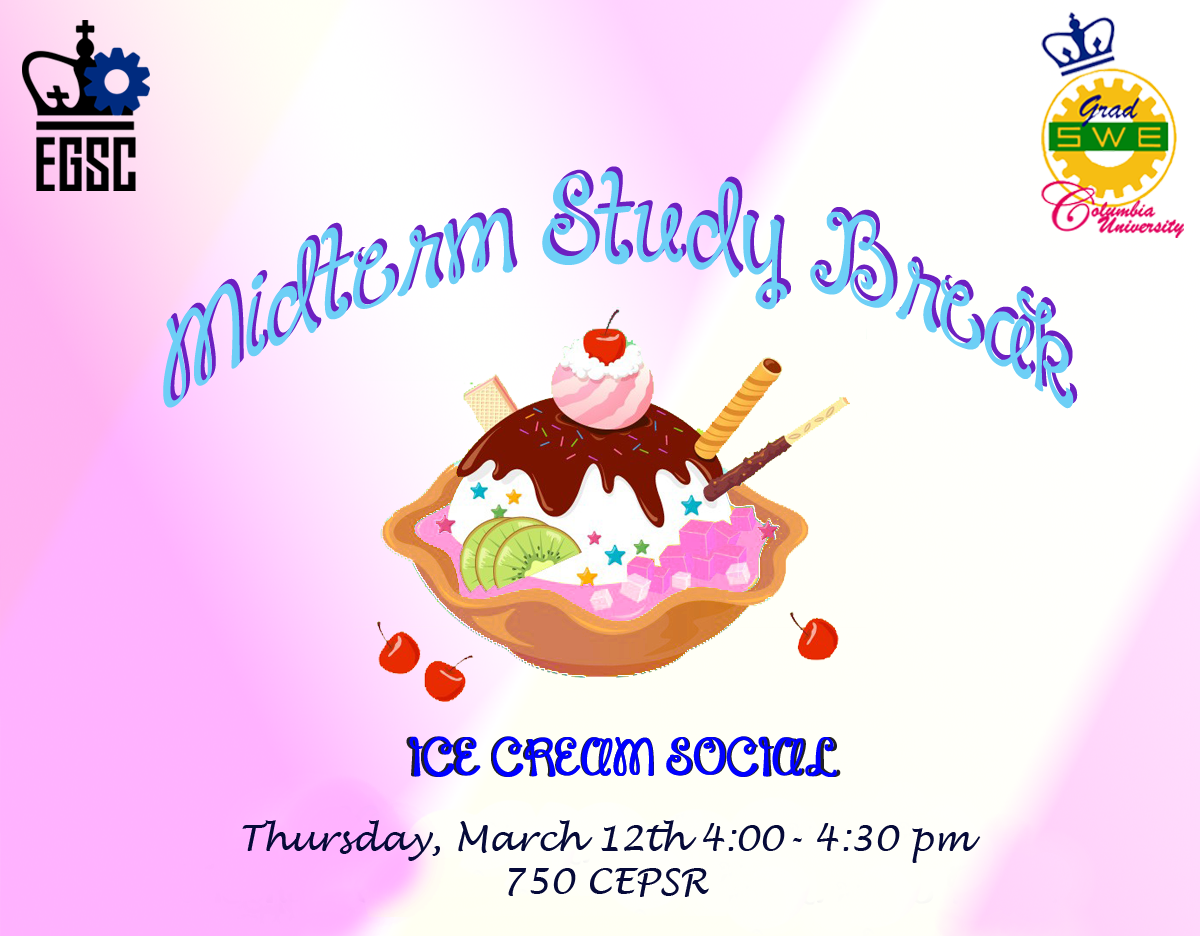 EGSC
Grad
SWE
Columbia
University
Midterm Study Break
ICE CREAM SOCIAL
Thursday, March 12th 4:00 - 4:30 pm
750 CEPSR